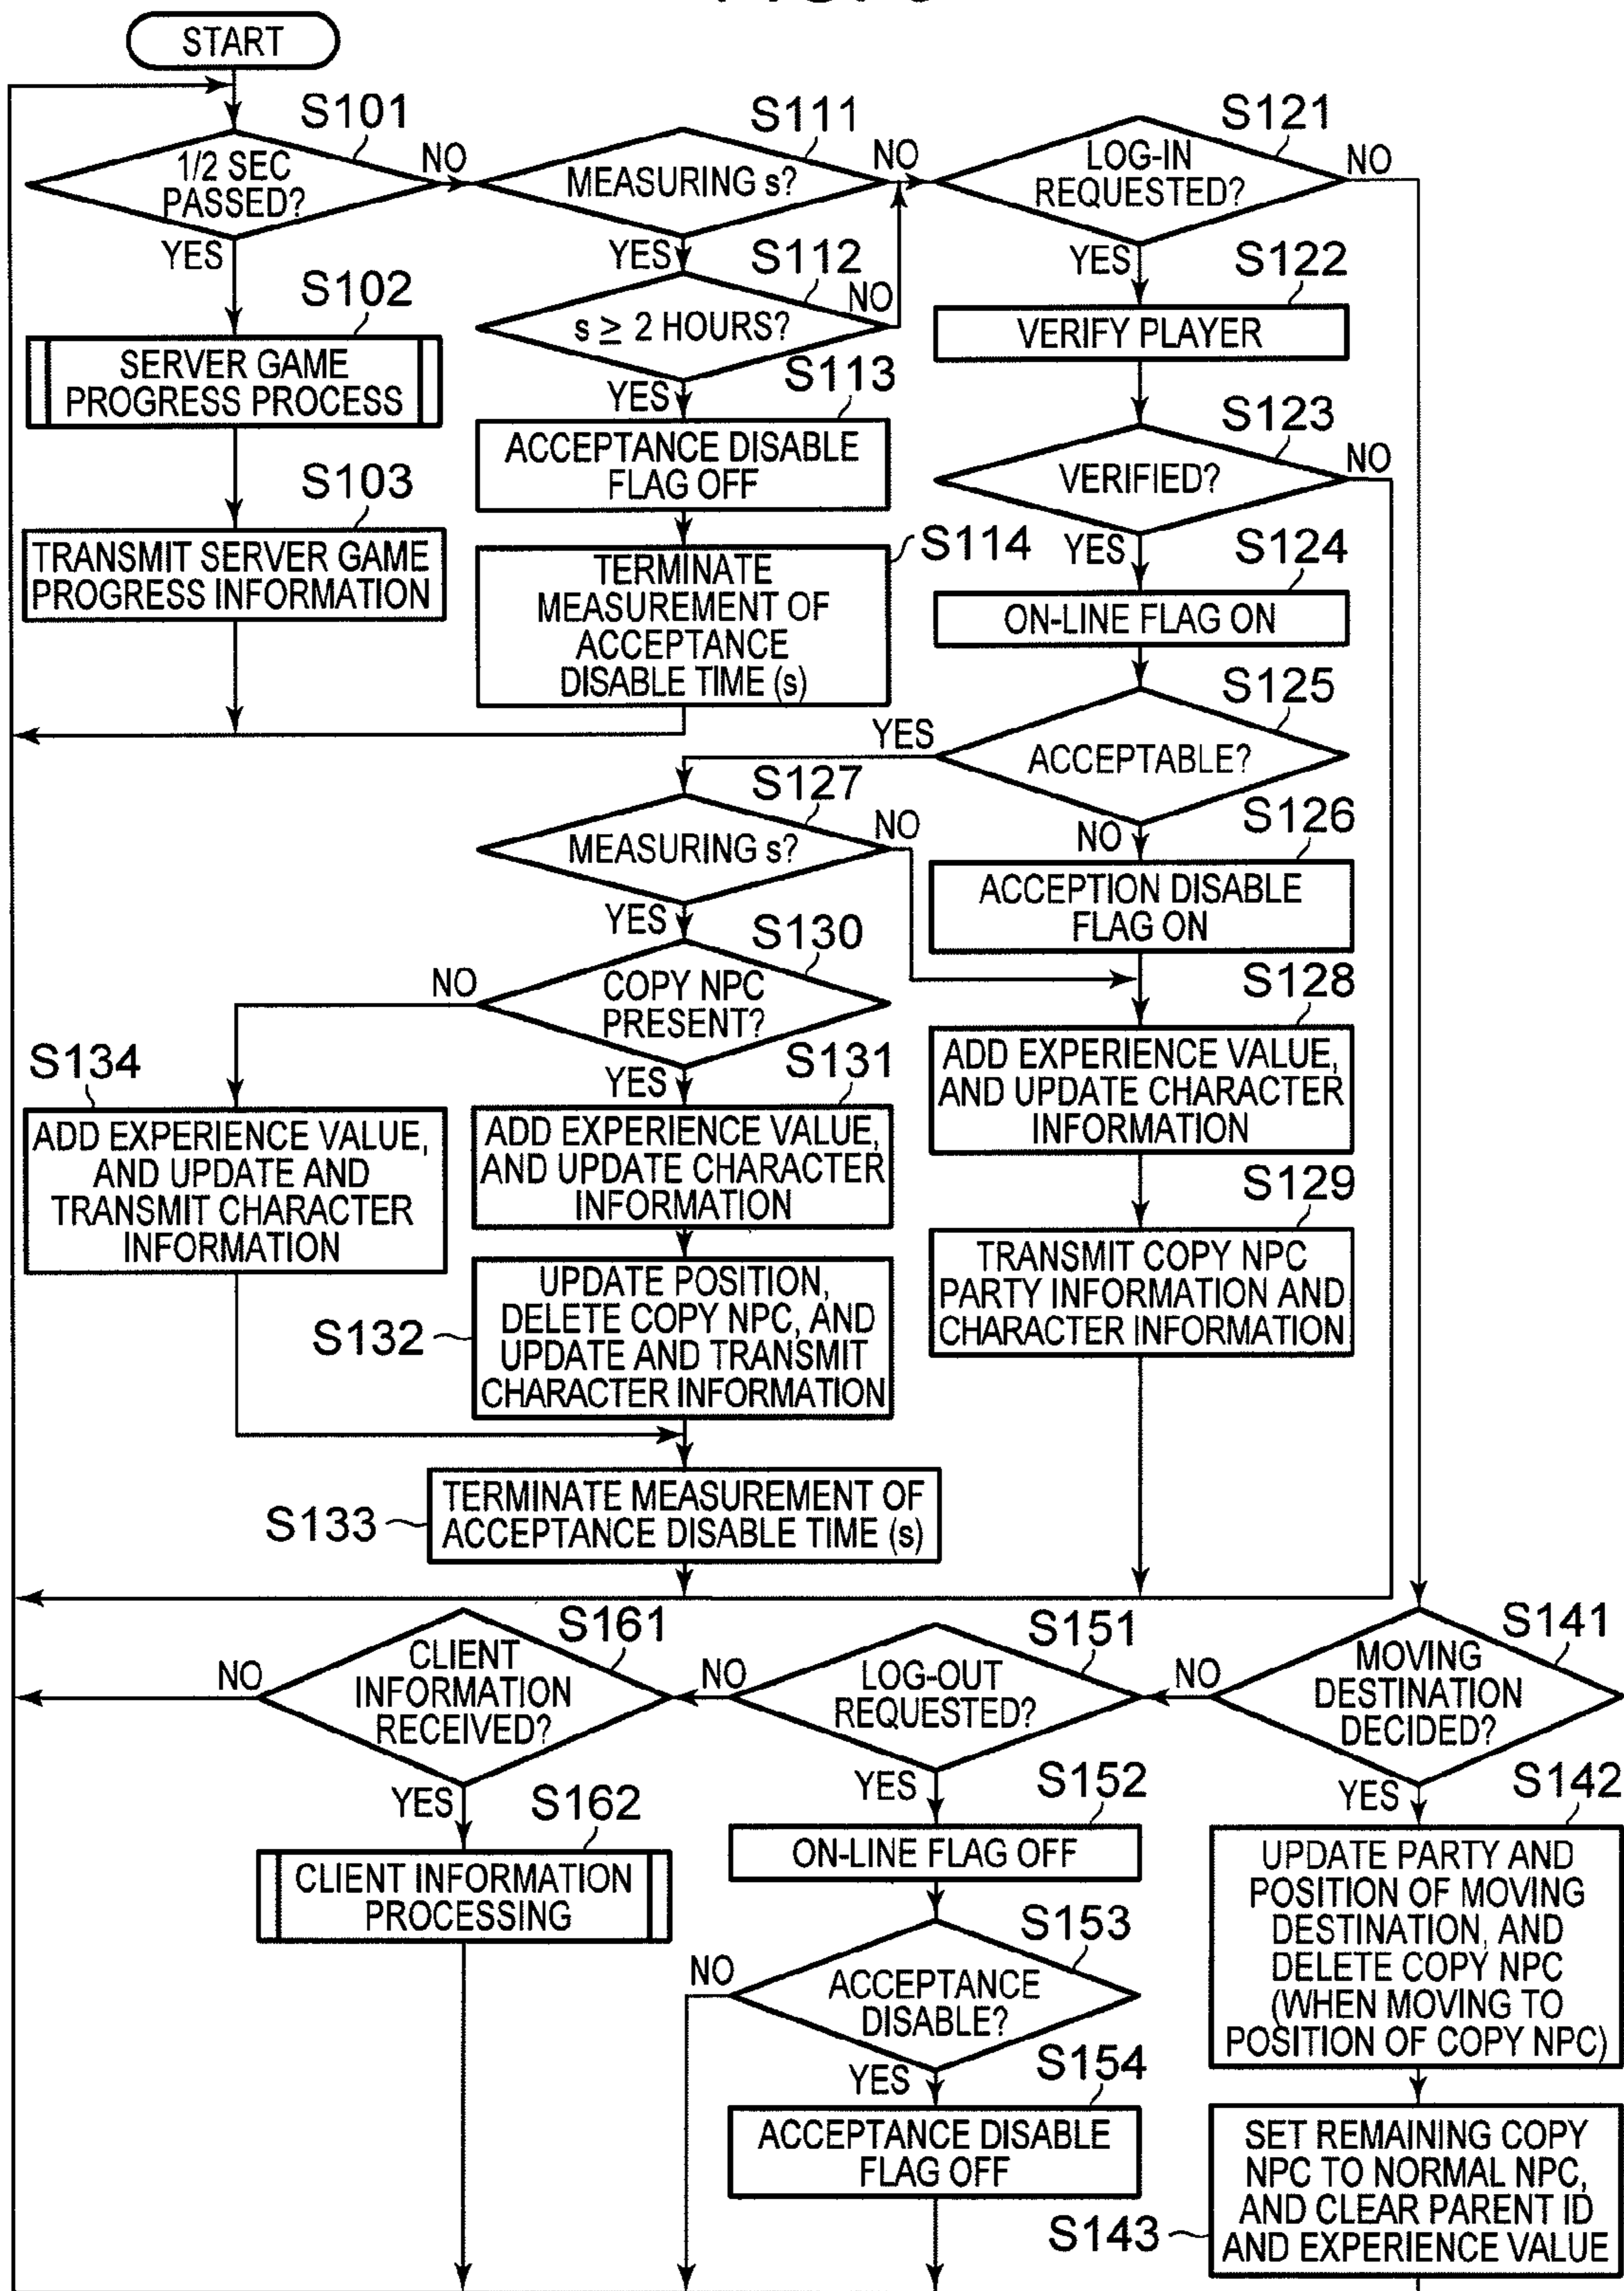 START
S101
1/2 SEC
PASSED?
NO
YES
S102
SERVER GAME
PROGRESS PROCESS
S103
TRANSMIT SERVER GAME
PROGRESS INFORMATION
S111
MEASURING s?
NO
YES
S112
s ≥ 2 HOURS?
NO
YES
S113
ACCEPTANCE DISABLE
FLAG OFF
S114
TERMINATE
MEASUREMENT OF
ACCEPTANCE
DISABLE TIME (s)
S121
LOG-IN
REQUESTED?
NO
YES
S122
VERIFY PLAYER
S123
VERIFIED?
NO
YES
S124
ON-LINE FLAG ON
S125
ACCEPTABLE?
YES
NO
S126
ACCEPTION DISABLE
FLAG ON
S127
MEASURING s?
NO
YES
S128
ADD EXPERIENCE VALUE,
AND UPDATE CHARACTER
INFORMATION
S129
TRANSMIT COPY NPC
PARTY INFORMATION AND
CHARACTER INFORMATION
S130
COPY NPC
PRESENT?
NO
YES
S131
ADD EXPERIENCE VALUE,
AND UPDATE CHARACTER
INFORMATION
S132
UPDATE POSITION,
DELETE COPY NPC, AND
UPDATE AND TRANSMIT
CHARACTER INFORMATION
S134
ADD EXPERIENCE VALUE,
AND UPDATE AND
TRANSMIT CHARACTER
INFORMATION
S133
TERMINATE MEASUREMENT OF
ACCEPTANCE DISABLE TIME (s)
S141
MOVING
DESTINATION
DECIDED?
NO
YES
S142
UPDATE PARTY AND
POSITION OF MOVING
DESTINATION, AND
DELETE COPY NPC
(WHEN MOVING TO
POSITION OF COPY NPC)
S143
SET REMAINING COPY
NPC TO NORMAL NPC,
AND CLEAR PARENT ID
AND EXPERIENCE VALUE
S151
LOG-OUT
REQUESTED?
NO
YES
S152
ON-LINE FLAG OFF
S153
ACCEPTANCE
DISABLE?
NO
YES
S154
ACCEPTANCE DISABLE
FLAG OFF
S161
CLIENT
INFORMATION
RECEIVED?
NO
YES
S162
CLIENT INFORMATION
PROCESSING